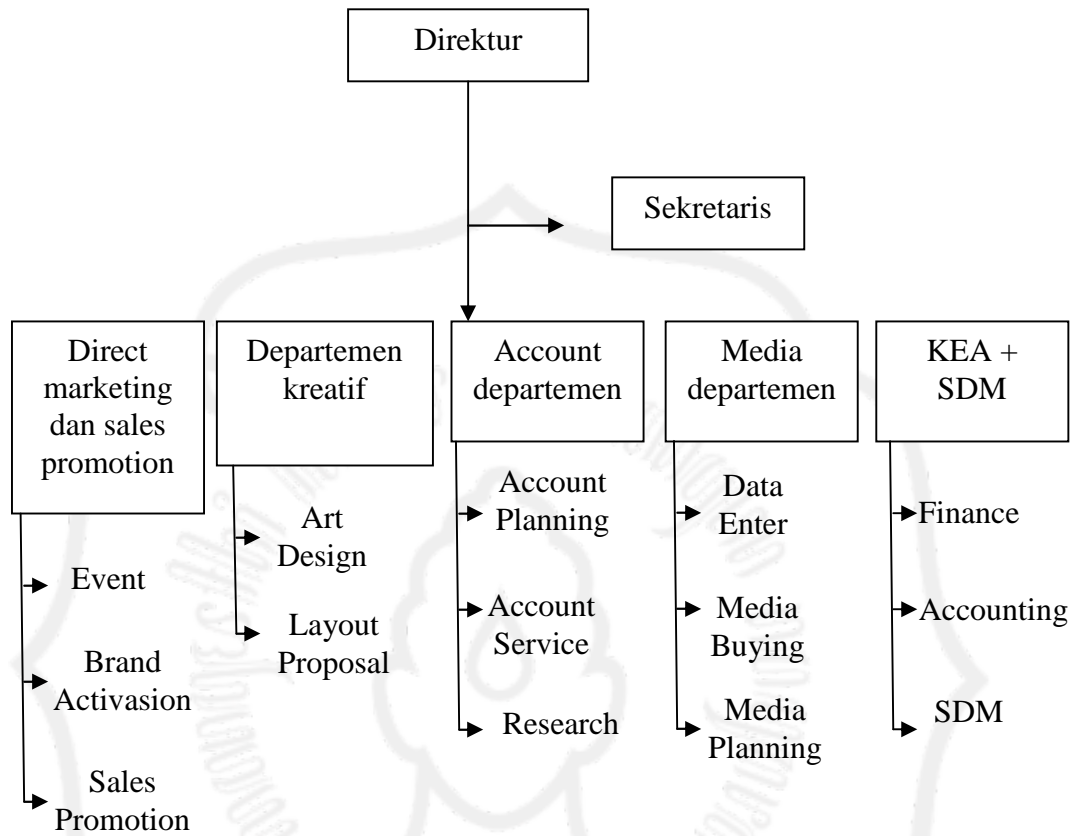 Direktur
Sekretaris
Direct
marketing
dan sales
promotion
Departemen
kreatif
Account
departemen
Media
departemen
KEA +
SDM
Event
Brand
Activasion
Sales
Promotion
Art
Design
Layout
Proposal
Account
Planning
Account
Service
Research
Data
Enter
Media
Buying
Media
Planning
Finance
Accounting
SDM